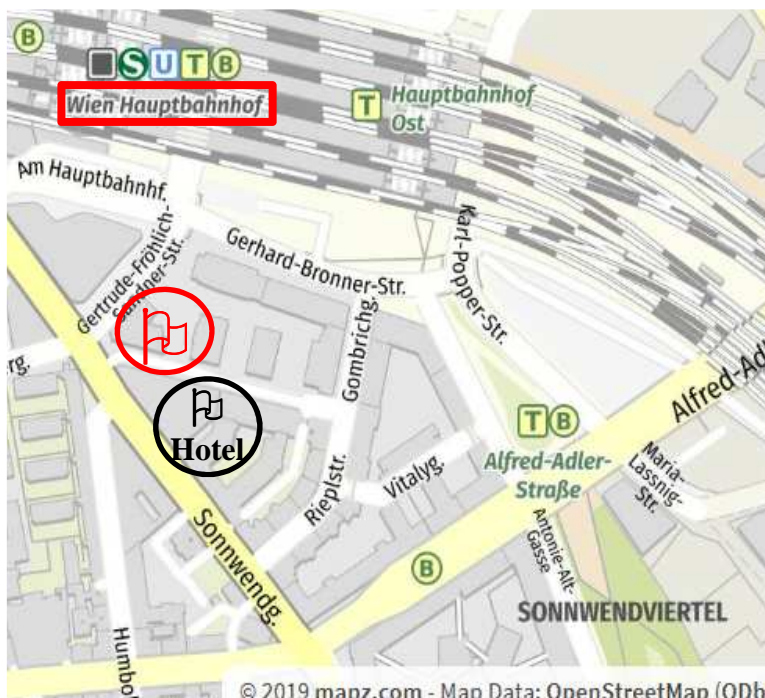 B
S U T B
Wien Hauptbahnhof
T Hauptbahnhof
Ost
Am Hauptbahnhf.
Gertrude-Fröhlich-
Sandner-Str.
Gerhard-Bronner-Str.
Karl-Popper-Str.
Gombrichg.
rg.
Hotel
Alfred-Adl
T B
Alfred-Adler-
Straße
Maria-
Lassnig-
Str.
Vitalyg.
Rieplstr.
Sonnwendg.
Antonie-Alt-
Gasse
B
SONNWENDVIERTEL
Humbo
© 2019 mapz.com - Map Data: OpenStreetMap (ODb